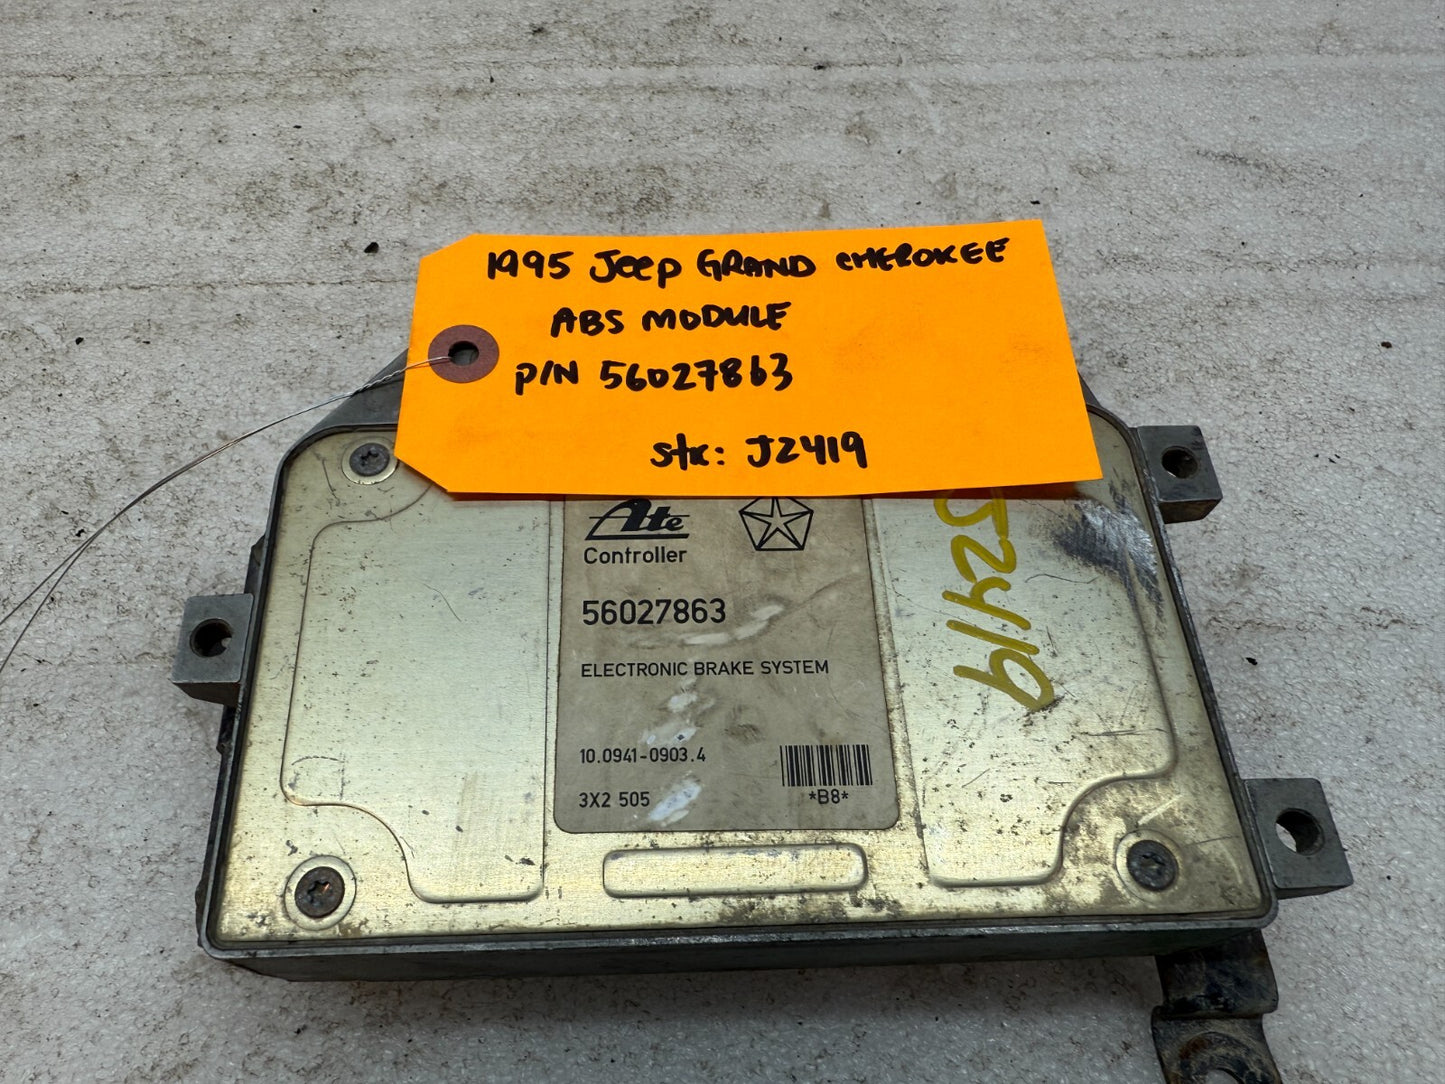 1995 Jeep GRAND CHEROKEE
ABS MODULE
P/N 56027863
stk: J2419
Ate
Controller
56027863
ELECTRONIC BRAKE SYSTEM
10.0941-0903.4
3X2 505
*B8*
J2419